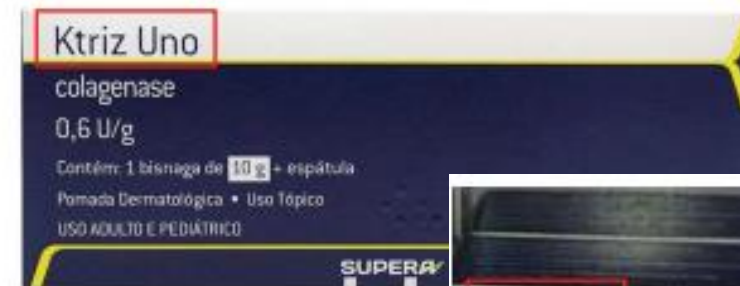 Ktriz Uno
colagenase
0,6 U/g
Contém: 1 bisnaga de 10 g + espátula
Pomada Dermatológica • Uso Tópico
USO ADULTO E PEDIÁTRICO
SUPERA